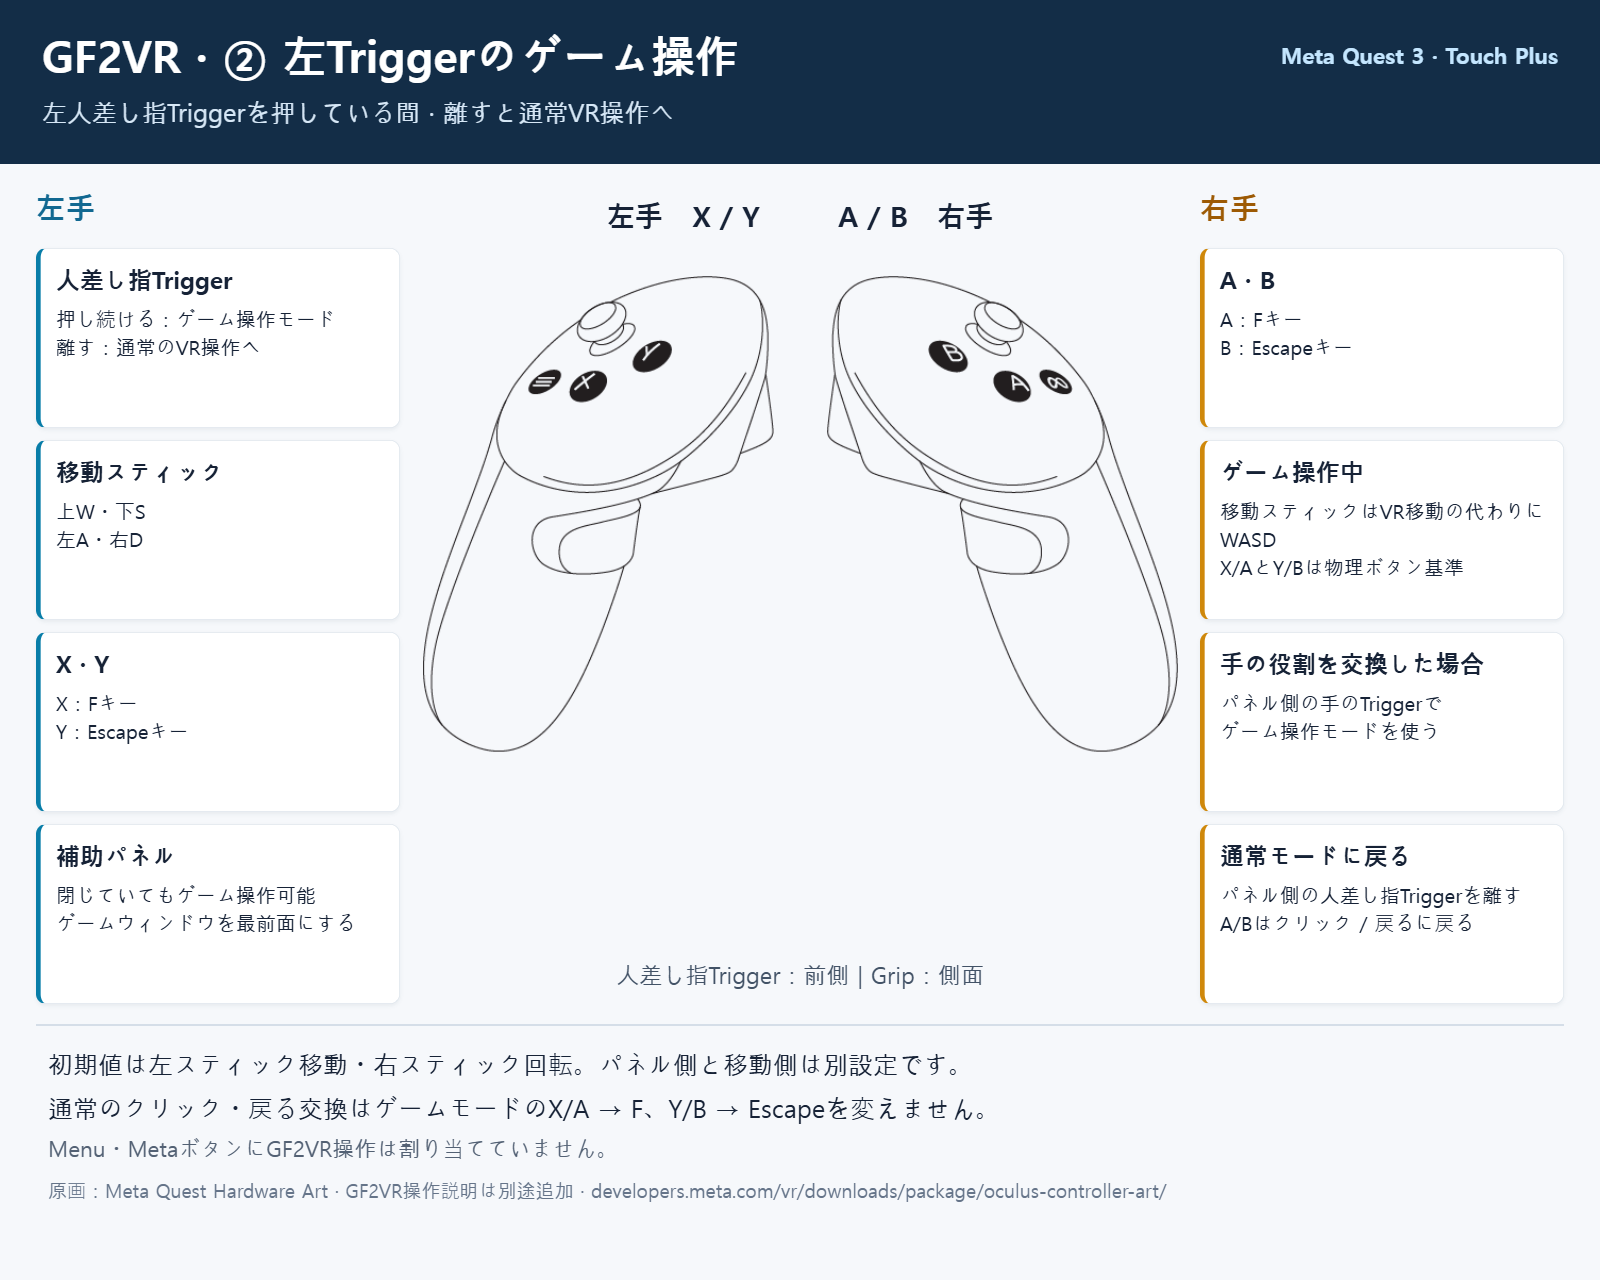 GF2VR · ② 左Triggerのゲーム操作
Meta Quest 3 · Touch Plus
左人差し指Triggerを押している間 · 離すと通常VR操作へ
左手
人差し指Trigger
押し続ける：ゲーム操作モード
離す：通常のVR操作へ
移動スティック
上W・下S
左A・右D
X・Y
X：Fキー
Y：Escapeキー
補助パネル
閉じていてもゲーム操作可能
ゲームウィンドウを最前面にする
左手 X / Y
A / B 右手
Y
X
B
A
人差し指Trigger：前側 | Grip：側面
右手
A・B
A：Fキー
B：Escapeキー
ゲーム操作中
移動スティックはVR移動の代わりに
WASD
X/AとY/Bは物理ボタン基準
手の役割を交換した場合
パネル側の手のTriggerで
ゲーム操作モードを使う
通常モードに戻る
パネル側の人差し指Triggerを離す
A/Bはクリック / 戻るに戻る
初期値は左スティック移動・右スティック回転。パネル側と移動側は別設定です。
通常のクリック・戻る交換はゲームモードのX/A → F、Y/B → Escapeを変えません。
Menu・MetaボタンにGF2VR操作は割り当てていません。
原画：Meta Quest Hardware Art · GF2VR操作説明は別途追加 · developers.meta.com/vr/downloads/package/oculus-controller-art/